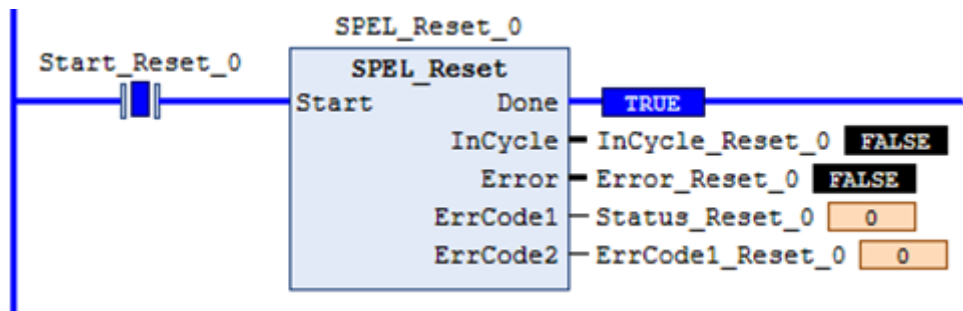 SPEL_Reset_0
Start_Reset_0
SPEL_Reset
Start Done TRUE
InCycle InCycle_Reset_0 FALSE
Error Error_Reset_0 FALSE
ErrCode1 Status_Reset_0 0
ErrCode2 ErrCode1_Reset_0 0